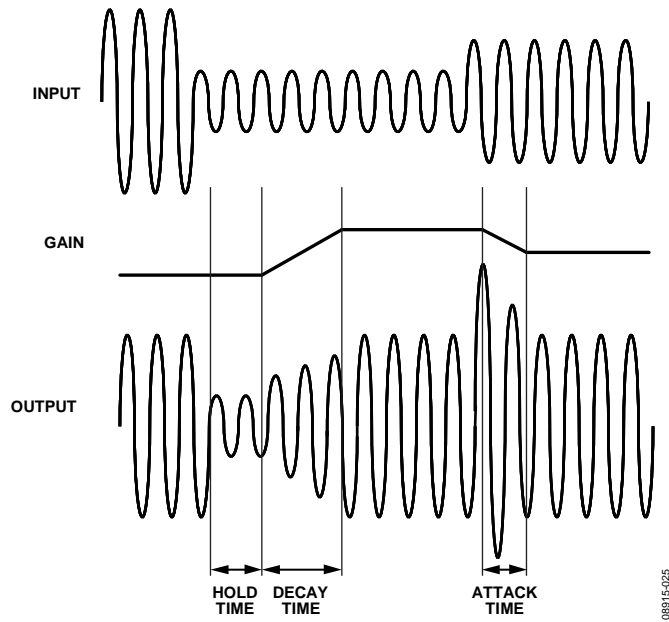 INPUT
GAIN
OUTPUT
HOLD
TIME
DECAY
TIME
ATTACK
TIME
08915-025